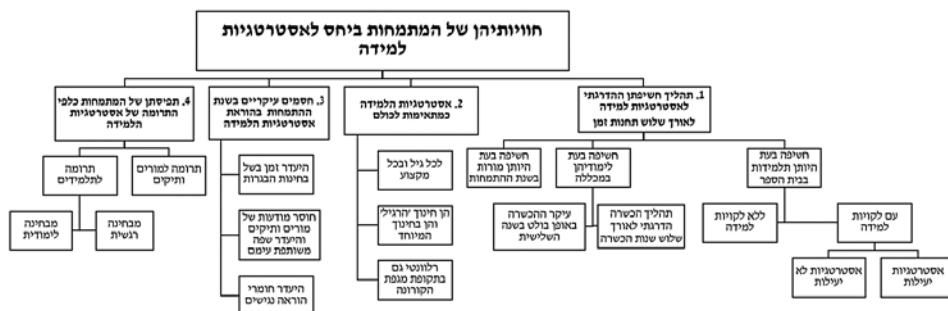 חוויותיהן של המתמחות ביחס לאסטרטגיות
למידה
1. תהליך חשיפתן ההדרגתי
לאסטרטגיות למידה
לאורך שלוש תחנות זמן
חשיפה בעת
היותן תלמידות
בבית הספר
עם לקויות
למידה
אסטרטגיות
יעילות
אסטרטגיות לא
יעילות
ללא לקויות
למידה
חשיפה בעת
לימודיהן
במכללה
תהליך הכשרה
הדרגתי לאורך
שלוש שנות הכשרה
עיקר ההכשרה
באופן בולט בשנה
השלישית
חשיפה בעת
היותן מורות
בשנת ההתמחות
2. אסטרטגיות הלמידה
כמתאימות לכולם
לכל גיל ובכל
מקצוע
הן חינוך 'הרגיל'
והן בחינוך
המיוחד
רלוונטי גם
בתקופת מגפת
הקורונה
3. חסמים עיקריים בשנת
ההתמחות בהוראת
אסטרטגיות הלמידה
היעדר זמן בשל
בחינות הבגרות
חוסר מודעות של
מורים ותיקים
והיעדר שפה
משותפת עימם
היעדר חומרי
הוראה נגישים
4. תפיסתן של המתמחות כלפי
התרומה של אסטרטגיות
הלמידה
תרומה למורים
ותיקים
תרומה
לתלמידים
מבחינה
רגשית
מבחינה
לימודית